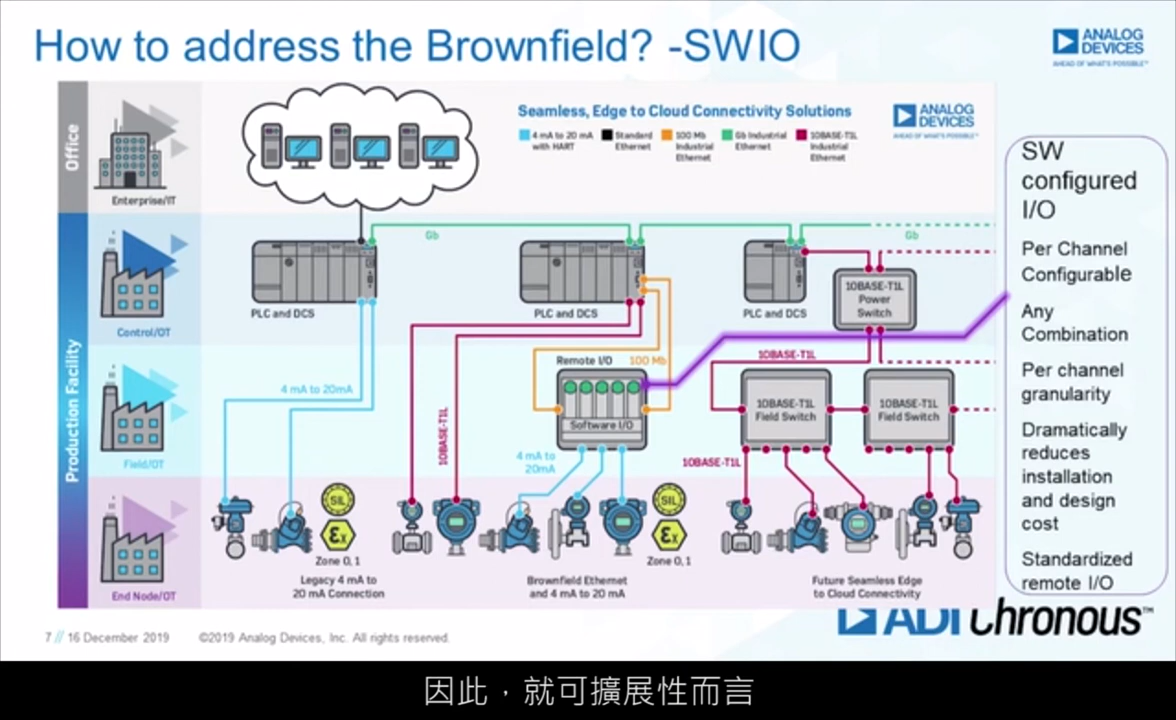 How to address the Brownfield? -SWIO
ANALOG
DEVICES
AHEAD OF WHAT'S POSSIBLE™
Office
Enterprise/IT
Seamless, Edge to Cloud Connectivity Solutions
4 mA to 20 mA
with HART
Standard
Ethernet
100 Mb
Industrial
Ethernet
Gb Industrial
Ethernet
10BASE-T1L
Industrial
Ethernet
ANALOG
DEVICES
AHEAD OF WHAT'S POSSIBLE™
Production Facility
Control/OT
Gb
Gb
PLC and DCS
PLC and DCS
PLC and DCS
10BASE-T1L
Power
Switch
Field/OT
4 mA to 20mA
10BASE-T1L
Remote I/O
100 Mb
Software I/O
4 mA to
20mA
10BASE-T1L
10BASE-T1L
Field Switch
10BASE-T1L
Field Switch
10BASE-T1L
End Node/OT
SIL
Ex
Zone 0, 1
Legacy 4 mA to
20 mA Connection
Brownfield Ethernet
and 4 mA to 20 mA
SIL
Ex
Zone 0, 1
Future Seamless Edge
to Cloud Connectivity
SW
configured
I/O
Per Channel
Configurable
Any
Combination
Per channel
granularity
Dramatically
reduces
installation
and design
cost
Standardized
remote I/O
ADI Chronous™
7 // 16 December 2019 ©2019 Analog Devices, Inc. All rights reserved.
因此，就可擴展性而言